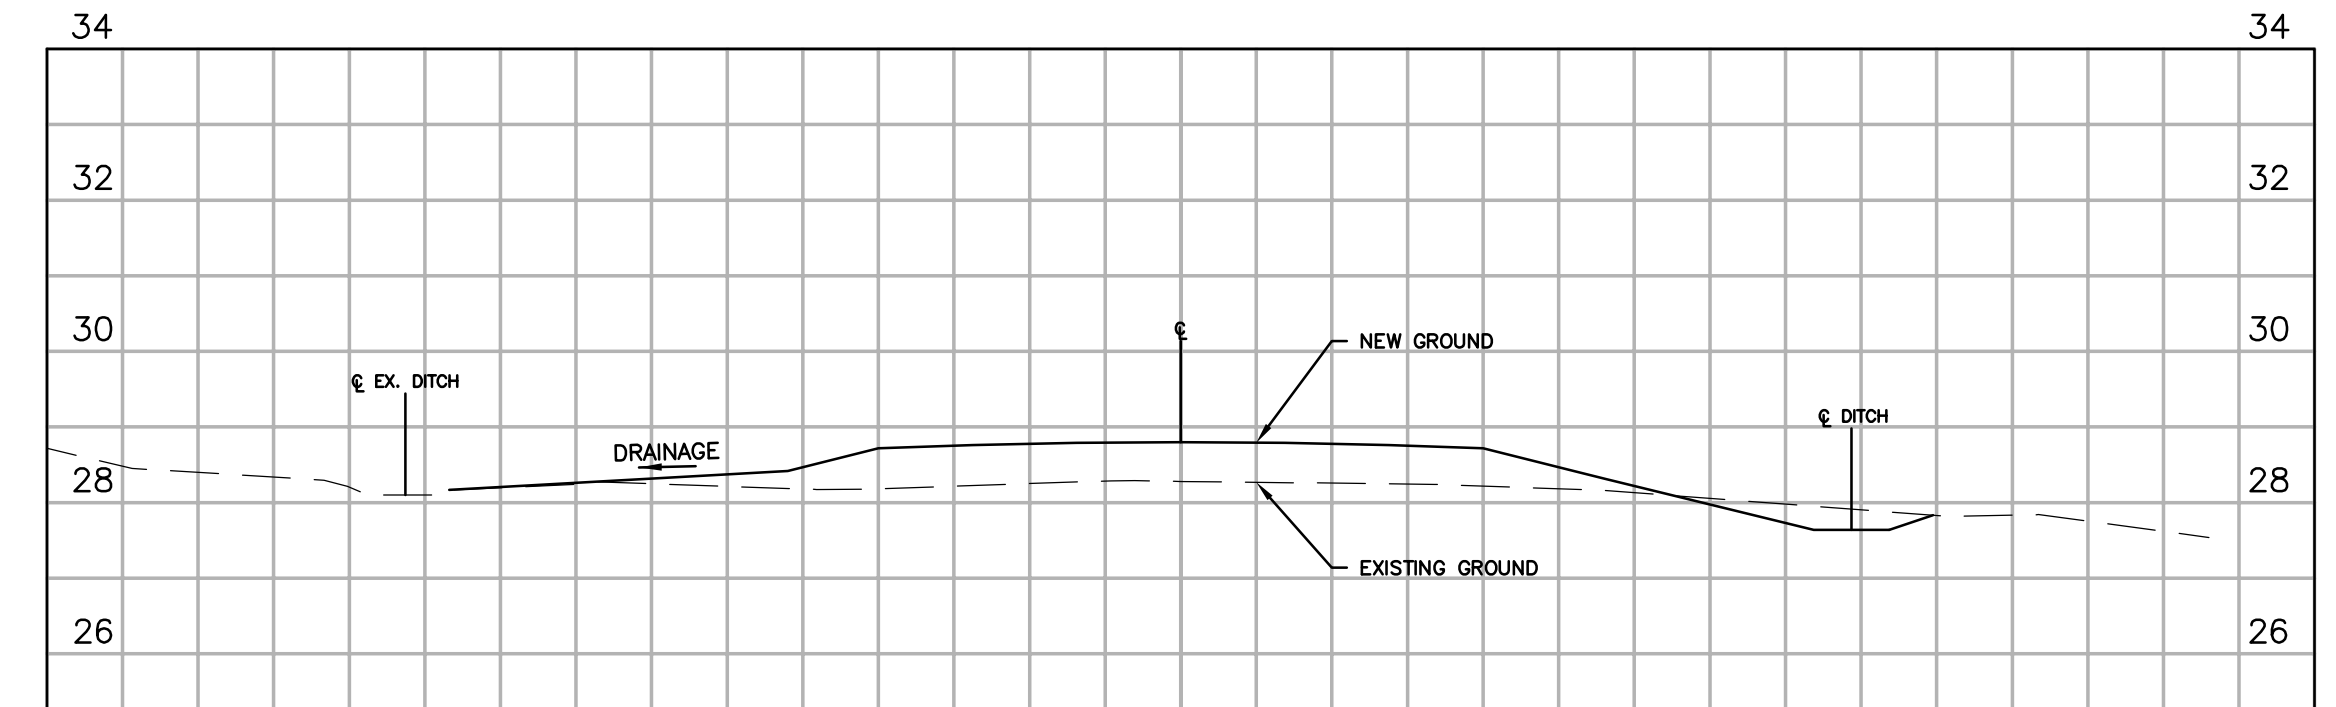 34 34
32 32
30 30
℄
NEW GROUND
℄ EX. DITCH
℄ DITCH
DRAINAGE
28 28
EXISTING GROUND
26 26